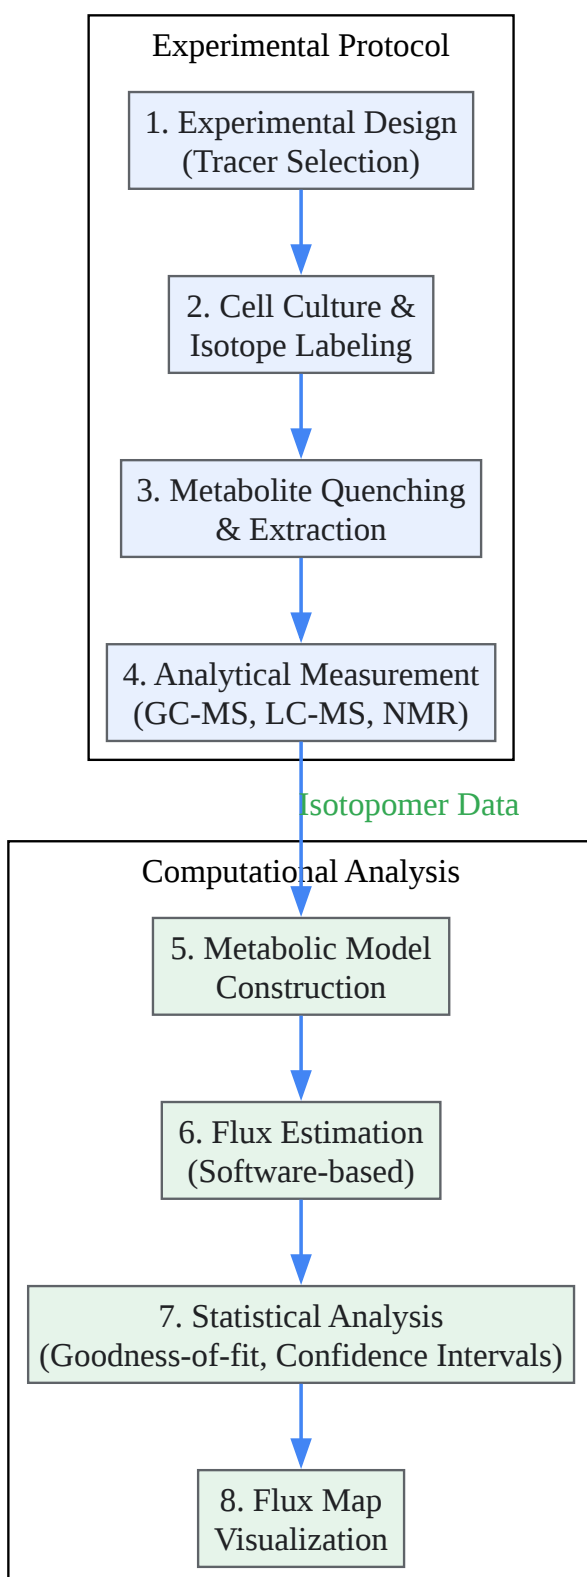 Experimental Protocol
1. Experimental Design
(Tracer Selection)
2. Cell Culture &
Isotope Labeling
3. Metabolite Quenching
& Extraction
4. Analytical Measurement
(GC-MS, LC-MS, NMR)
Isotopomer Data
Computational Analysis
5. Metabolic Model
Construction
6. Flux Estimation
(Software-based)
7. Statistical Analysis
(Goodness-of-fit, Confidence Intervals)
8. Flux Map
Visualization